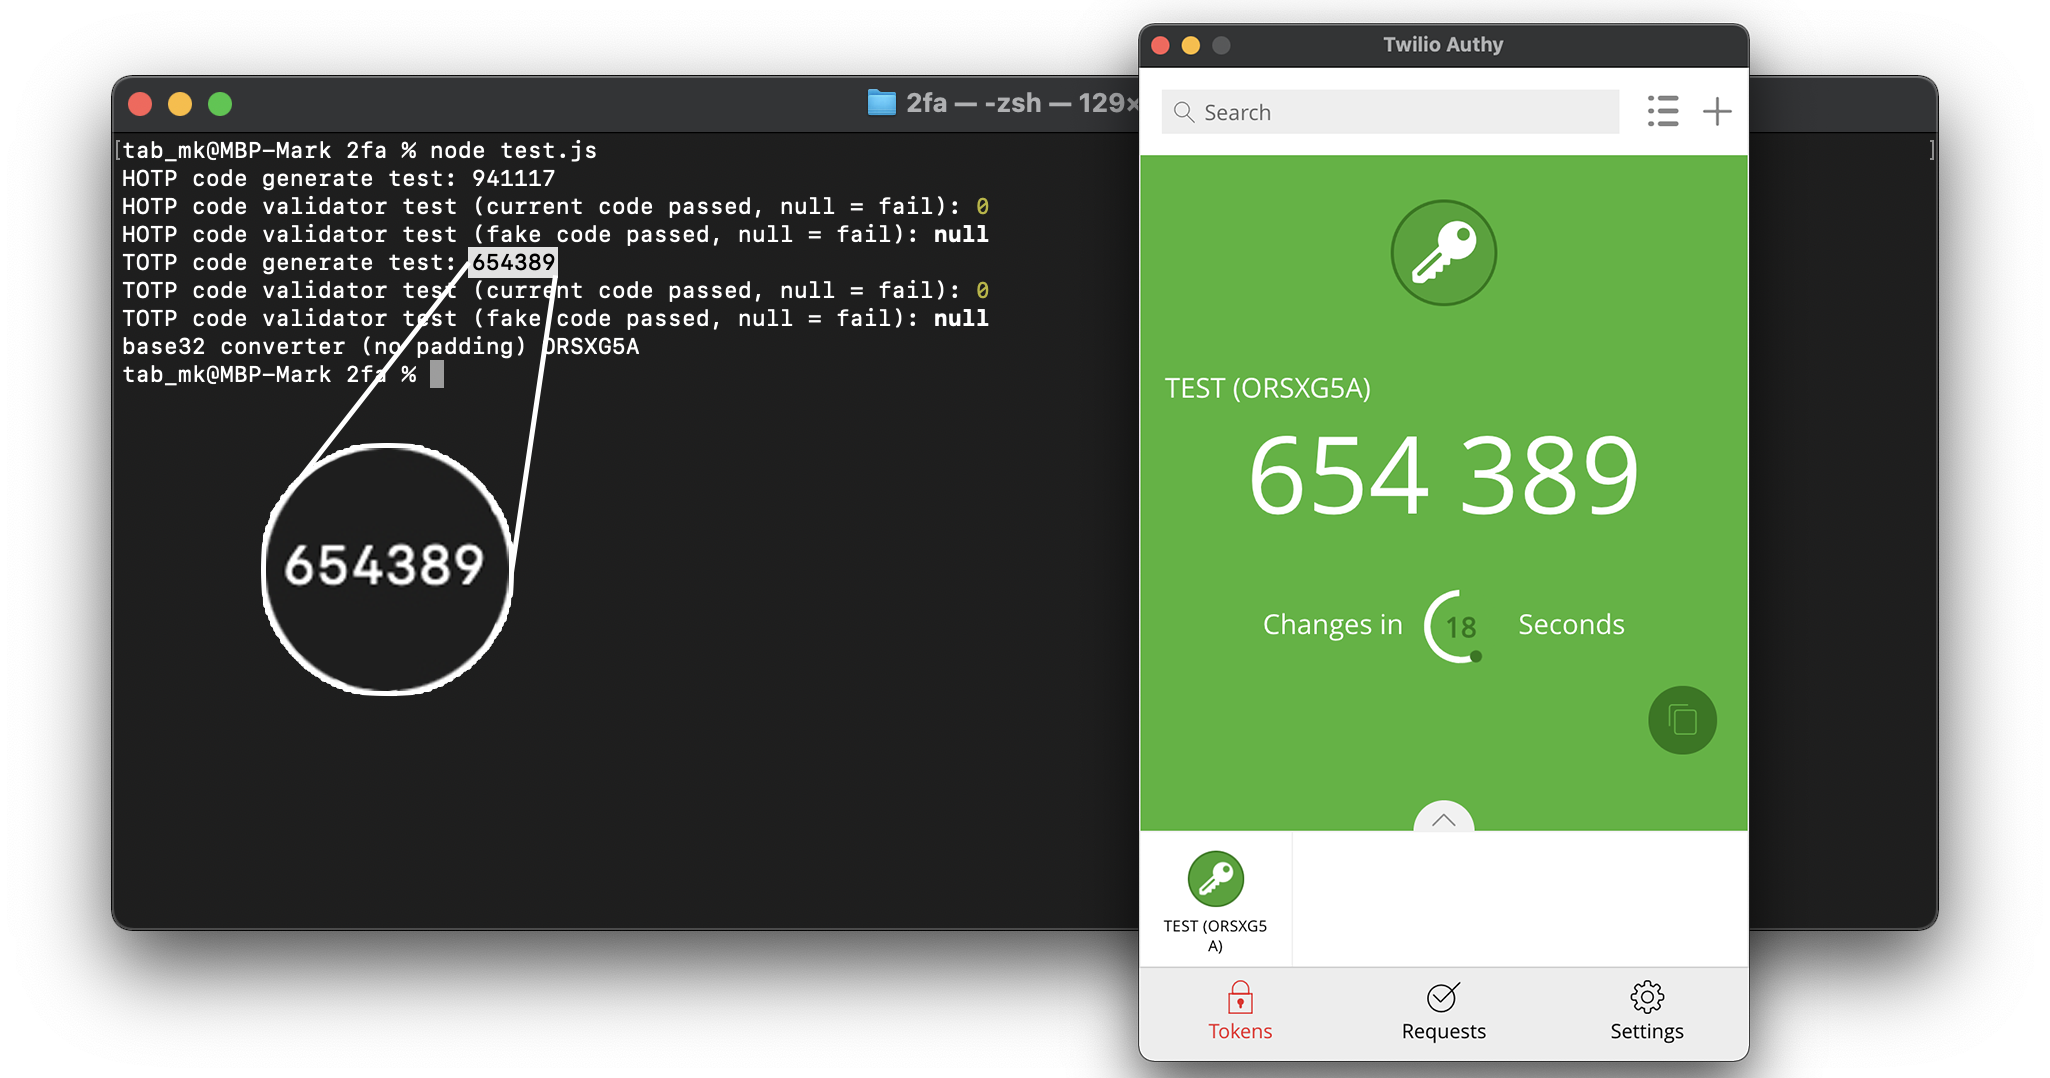 2fa — -zsh — 129×
[tab_mk@MBP-Mark 2fa % node test.js ]
HOTP code generate test: 941117
HOTP code validator test (current code passed, null = fail): 0
HOTP code validator test (fake code passed, null = fail): null
TOTP code generate test: 654389
TOTP code validator test (current code passed, null = fail): 0
TOTP code validator test (fake code passed, null = fail): null
base32 converter (no padding) ORSXG5A
tab_mk@MBP-Mark 2fa %
654389
Twilio Authy
Search
TEST (ORSXG5A)
654 389
Changes in 18 Seconds
TEST (ORSXG5
A)
Tokens Requests Settings